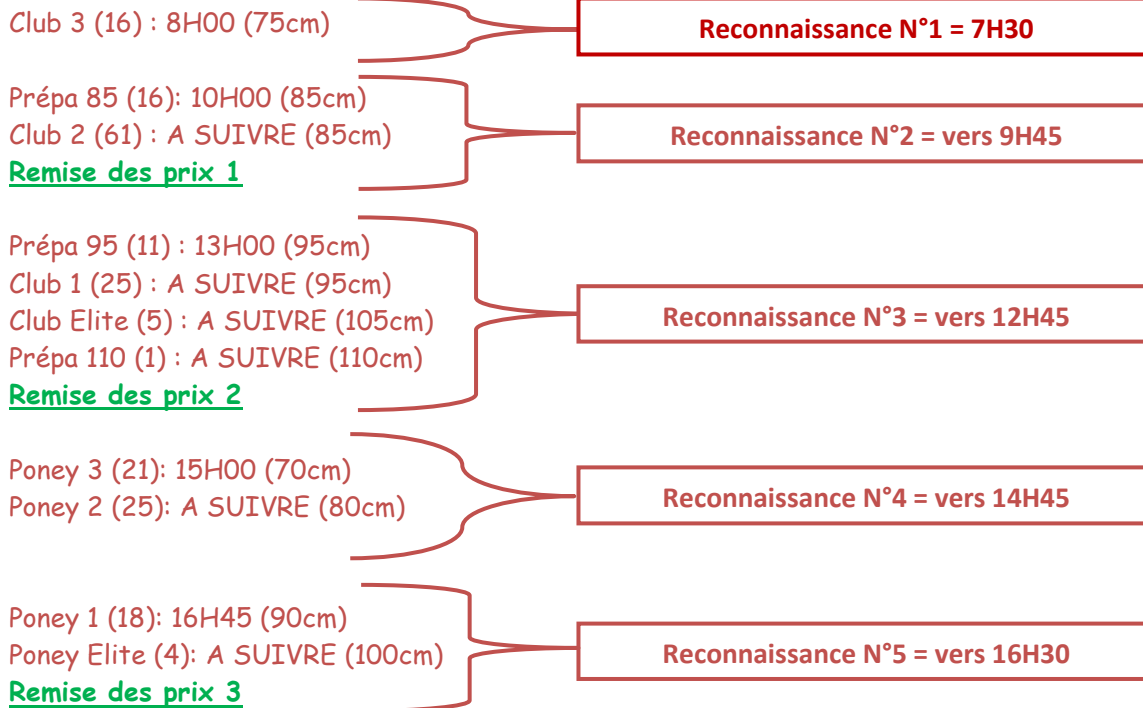 Club 3 (16) : 8H00 (75cm)
Reconnaissance N°1 = 7H30
Prépa 85 (16): 10H00 (85cm)
Club 2 (61) : A SUIVRE (85cm)
Remise des prix 1
Reconnaissance N°2 = vers 9H45
Prépa 95 (11) : 13H00 (95cm)
Club 1 (25) : A SUIVRE (95cm)
Club Elite (5) : A SUIVRE (105cm)
Prépa 110 (1) : A SUIVRE (110cm)
Remise des prix 2
Reconnaissance N°3 = vers 12H45
Poney 3 (21): 15H00 (70cm)
Poney 2 (25): A SUIVRE (80cm)
Reconnaissance N°4 = vers 14H45
Poney 1 (18): 16H45 (90cm)
Poney Elite (4): A SUIVRE (100cm)
Remise des prix 3
Reconnaissance N°5 = vers 16H30